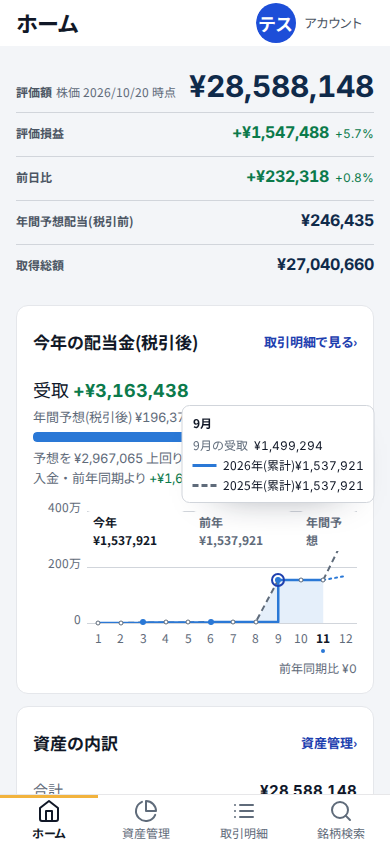 ホーム
テス アカウント
評価額 株価 2026/10/20 時点 ¥28,588,148
評価損益 +¥1,547,488 +5.7%
前日比 +¥232,318 +0.8%
年間予想配当(税引前) ¥246,435
取得総額 ¥27,040,660
今年の配当金(税引後) 取引明細で見る›
受取 +¥3,163,438
年間予想(税引後) ¥196,37
予想を ¥2,967,065 上回り
入金・前年同期より +¥1,6
9月
9月の受取 ¥1,499,294
2026年(累計)¥1,537,921
2025年(累計)¥1,537,921
400万
今年 前年 年間予想
¥1,537,921 ¥1,537,921
200万
0
1 2 3 4 5 6 7 8 9 10 11 12
前年同期比 ¥0
資産の内訳 資産管理›
合計 ¥28,588,148
ホーム 資産管理 取引明細 銘柄検索